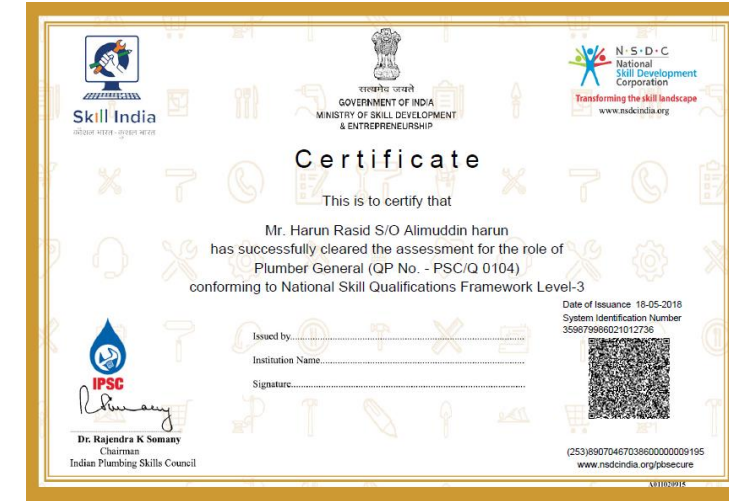 Skill India
कौशल भारत - कुशल भारत
सत्यमेव जयते
GOVERNMENT OF INDIA
MINISTRY OF SKILL DEVELOPMENT
& ENTREPRENEURSHIP
N·S·D·C
National
Skill Development
Corporation
Transforming the skill landscape
www.nsdcindia.org
Certificate
This is to certify that
Mr. Harun Rasid S/O Alimuddin harun
has successfully cleared the assessment for the role of
Plumber General (QP No. - PSC/Q 0104)
conforming to National Skill Qualifications Framework Level-3
Date of Issuance 18-05-2018
System Identification Number
359879986021012736
Issued by
Institution Name
Signature
IPSC
Dr. Rajendra K Somany
Chairman
Indian Plumbing Skills Council
(253)89070467038600000009195
www.nsdcindia.org/pbsecure
A011020915